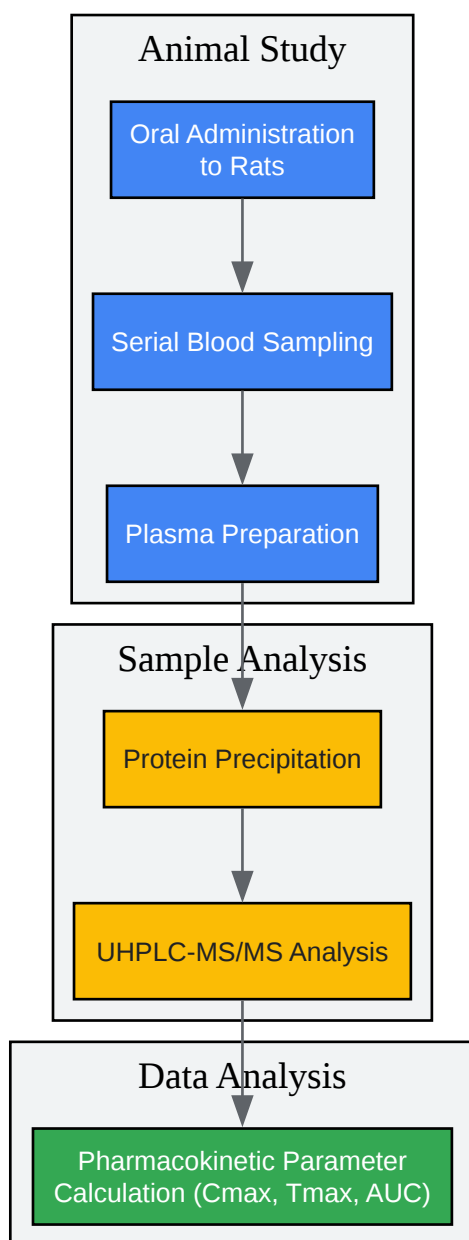 Animal Study
Oral Administration
to Rats
Serial Blood Sampling
Plasma Preparation
Sample Analysis
Protein Precipitation
UHPLC-MS/MS Analysis
Data Analysis
Pharmacokinetic Parameter
Calculation (Cmax, Tmax, AUC)